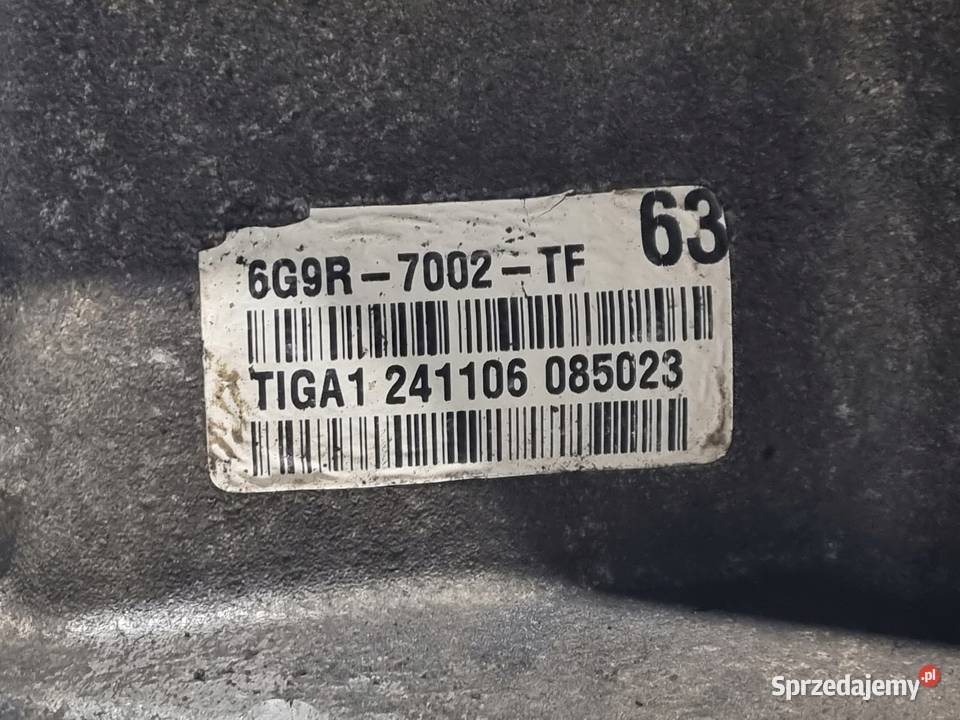 63
6G9R-7002-TF
TIGA1 241106 085023
Sprzedajemy.pl